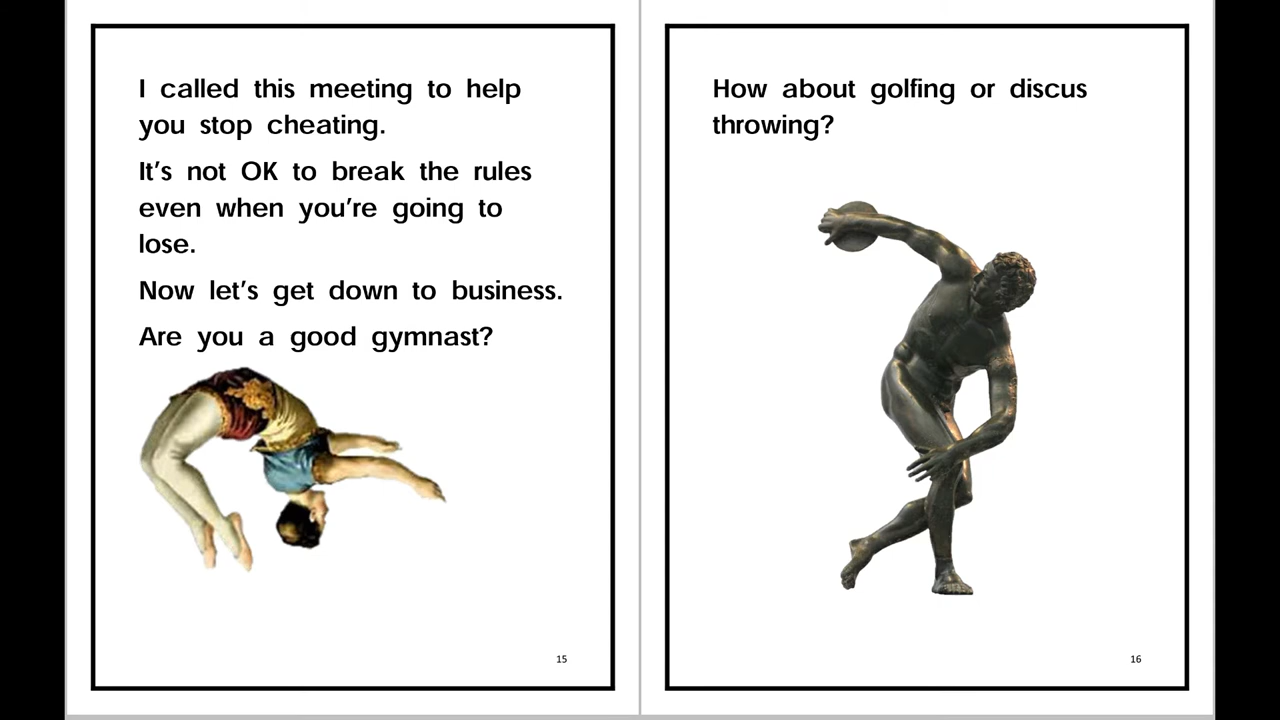 I called this meeting to help
you stop cheating.
It’s not OK to break the rules
even when you’re going to
lose.
Now let’s get down to business.
Are you a good gymnast?
15
How about golfing or discus
throwing?
16